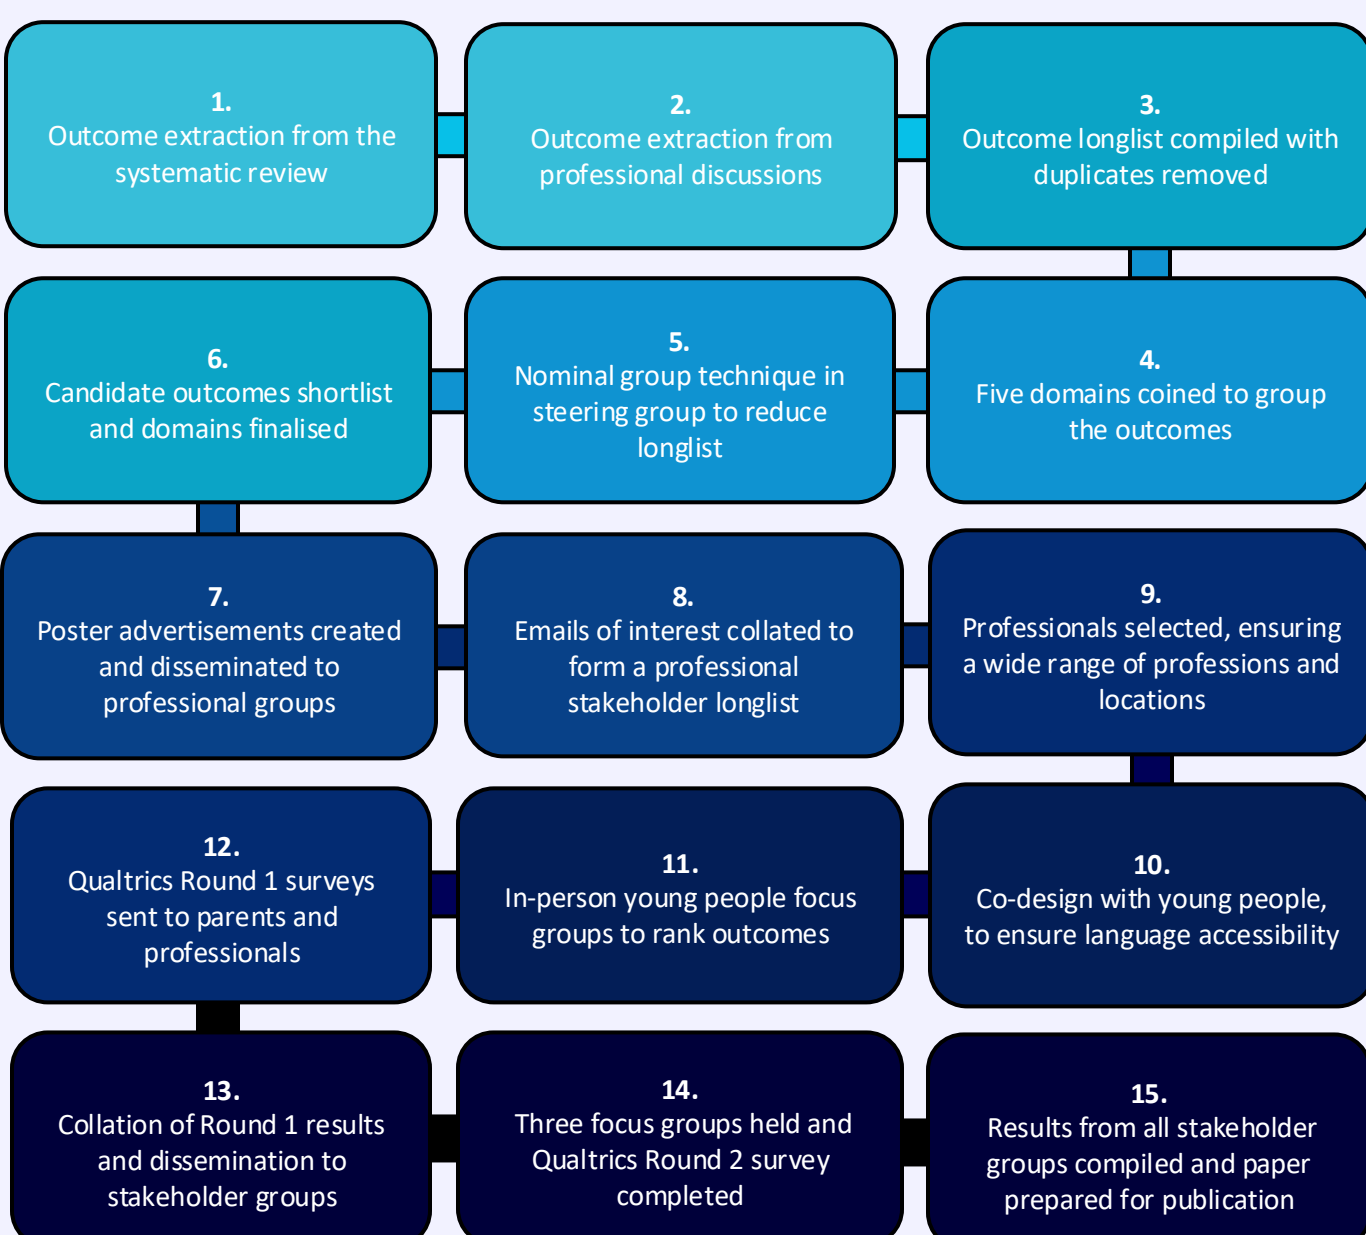 1.
Outcome extraction from the
systematic review
2.
Outcome extraction from
professional discussions
3.
Outcome longlist compiled with
duplicates removed
4.
Five domains coined to group
the outcomes
5.
Nominal group technique in
steering group to reduce
longlist
6.
Candidate outcomes shortlist
and domains finalised
7.
Poster advertisements created
and disseminated to
professional groups
8.
Emails of interest collated to
form a professional
stakeholder longlist
9.
Professionals selected, ensuring
a wide range of professions and
locations
10.
Co-design with young people,
to ensure language accessibility
11.
In-person young people focus
groups to rank outcomes
12.
Qualtrics Round 1 surveys
sent to parents and
professionals
13.
Collation of Round 1 results
and dissemination to
stakeholder groups
14.
Three focus groups held and
Qualtrics Round 2 survey
completed
15.
Results from all stakeholder
groups compiled and paper
prepared for publication